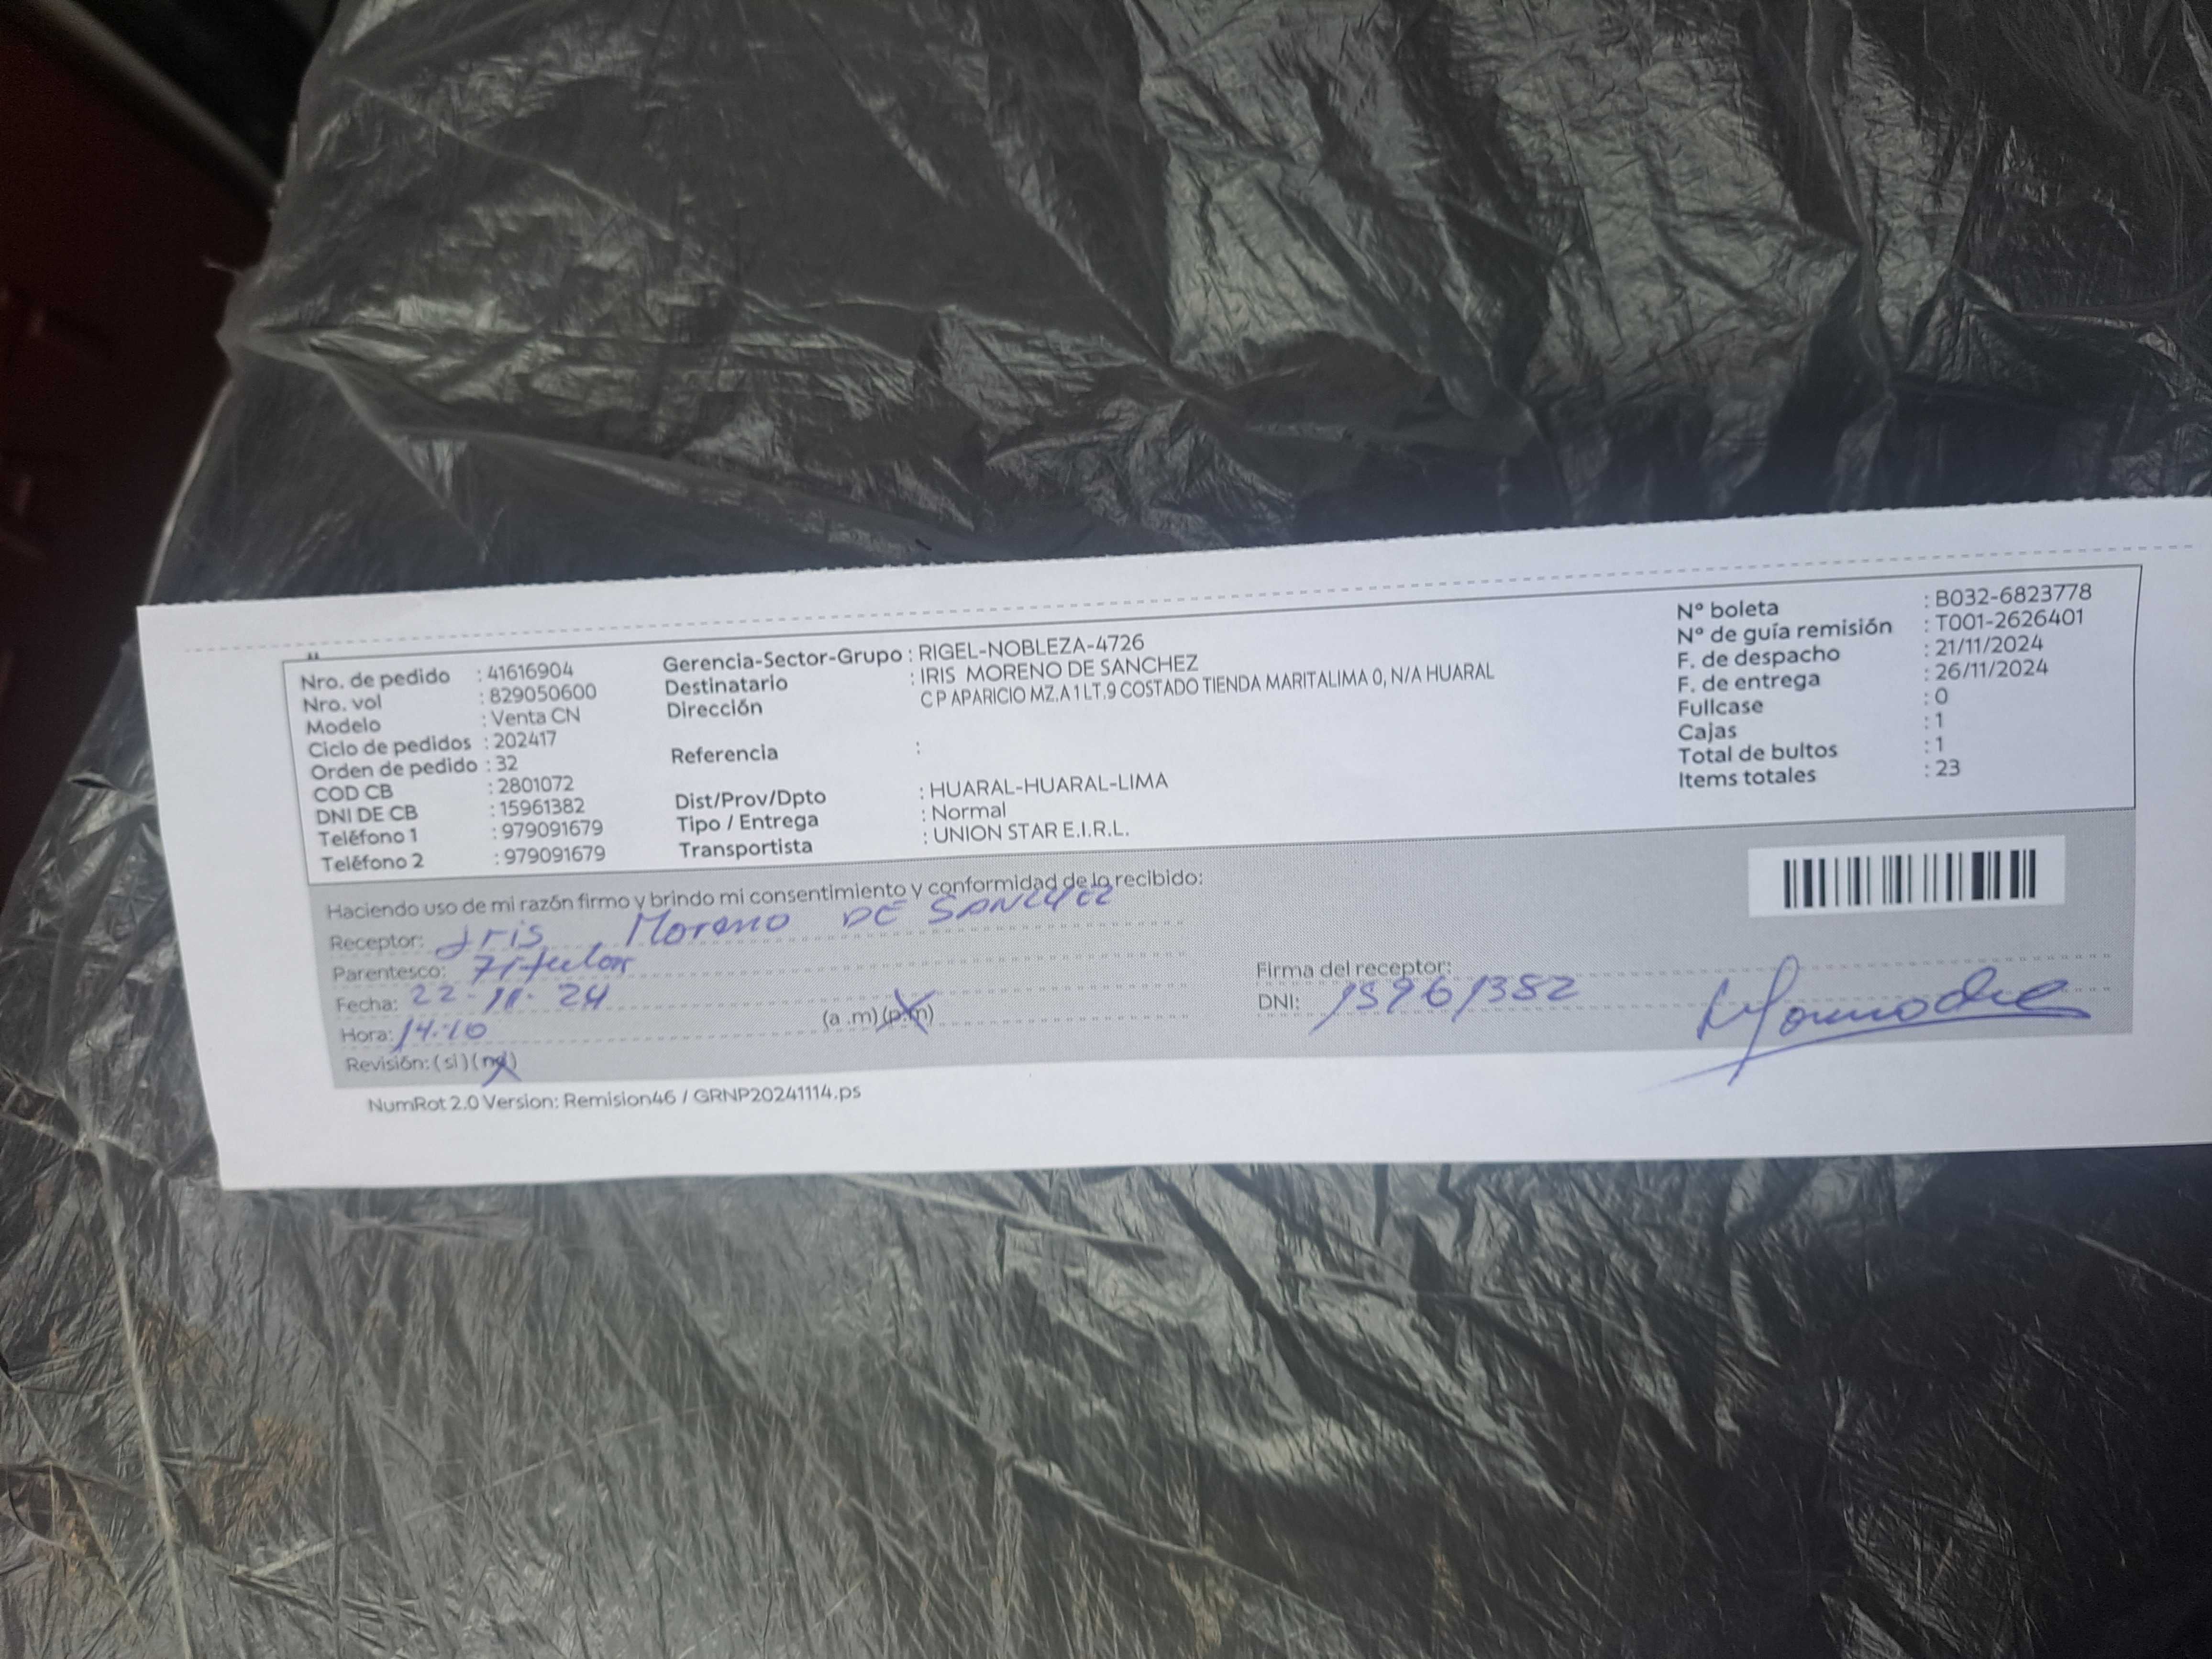 Nro. de pedido : 41616904
Nro. vol : 829050600
Modelo : Venta CN
Ciclo de pedidos : 202417
Orden de pedido : 32
COD CB : 2801072
DNI DE CB : 15961382
Teléfono 1 : 979091679
Teléfono 2 : 979091679
Gerencia-Sector-Grupo : RIGEL-NOBLEZA-4726
Destinatario : IRIS MORENO DE SANCHEZ
Dirección C P APARICIO MZ.A 1 LT.9 COSTADO TIENDA MARITALIMA 0, N/A HUARAL
Referencia :
Dist/Prov/Dpto : HUARAL-HUARAL-LIMA
Tipo / Entrega : Normal
Transportista : UNION STAR E.I.R.L.
N° boleta : B032-6823778
N° de guía remisión : T001-2626401
F. de despacho : 21/11/2024
F. de entrega : 26/11/2024
Fullcase : 0
Cajas : 1
Total de bultos : 1
Items totales : 23
Haciendo uso de mi razón firmo y brindo mi consentimiento y conformidad de lo recibido:
Receptor: Iris Moreno DE SANCHEZ
Parentesco: Titular
Fecha: 22-11-24
Hora: 14:10 (a .m) (p.m)
Revisión: (si) (no)
Firma del receptor:
DNI: 15961382
NumRot 2.0 Version: Remision46 / GRNP20241114.ps